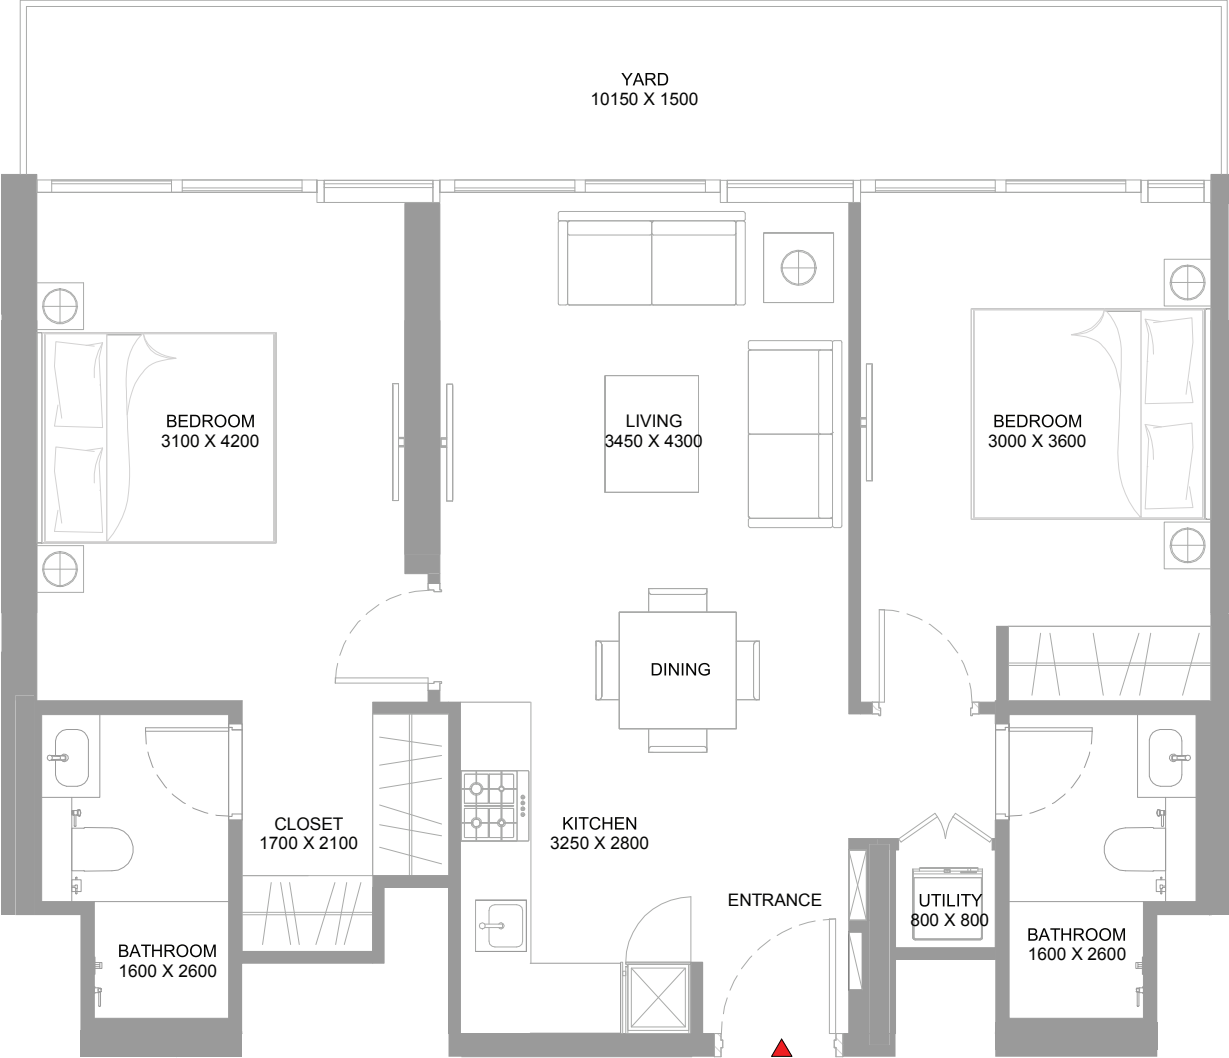 YARD
10150 X 1500
BEDROOM
3100 X 4200
LIVING
3450 X 4300
BEDROOM
3000 X 3600
DINING
CLOSET
1700 X 2100
KITCHEN
3250 X 2800
ENTRANCE
UTILITY
800 X 800
BATHROOM
1600 X 2600
BATHROOM
1600 X 2600